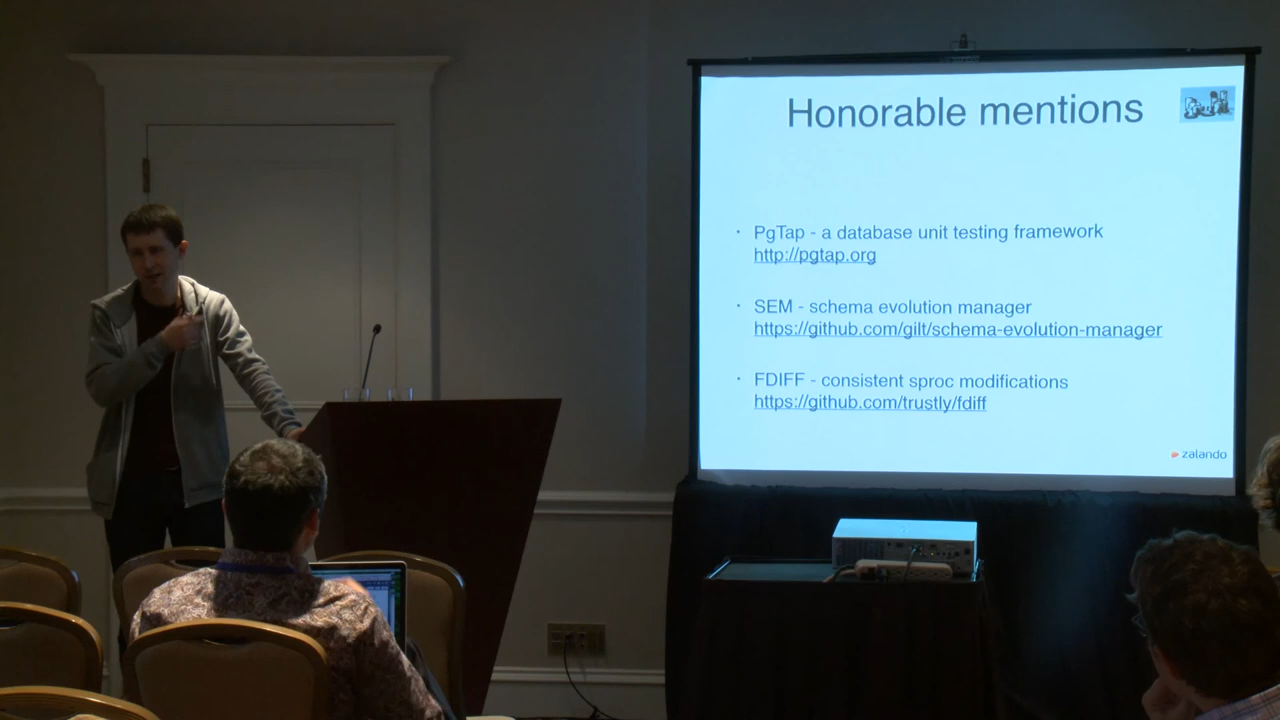 Honorable mentions
• PgTap - a database unit testing framework
http://pgtap.org
• SEM - schema evolution manager
https://github.com/gilt/schema-evolution-manager
• FDIFF - consistent sproc modifications
https://github.com/trustly/fdiff
zalando